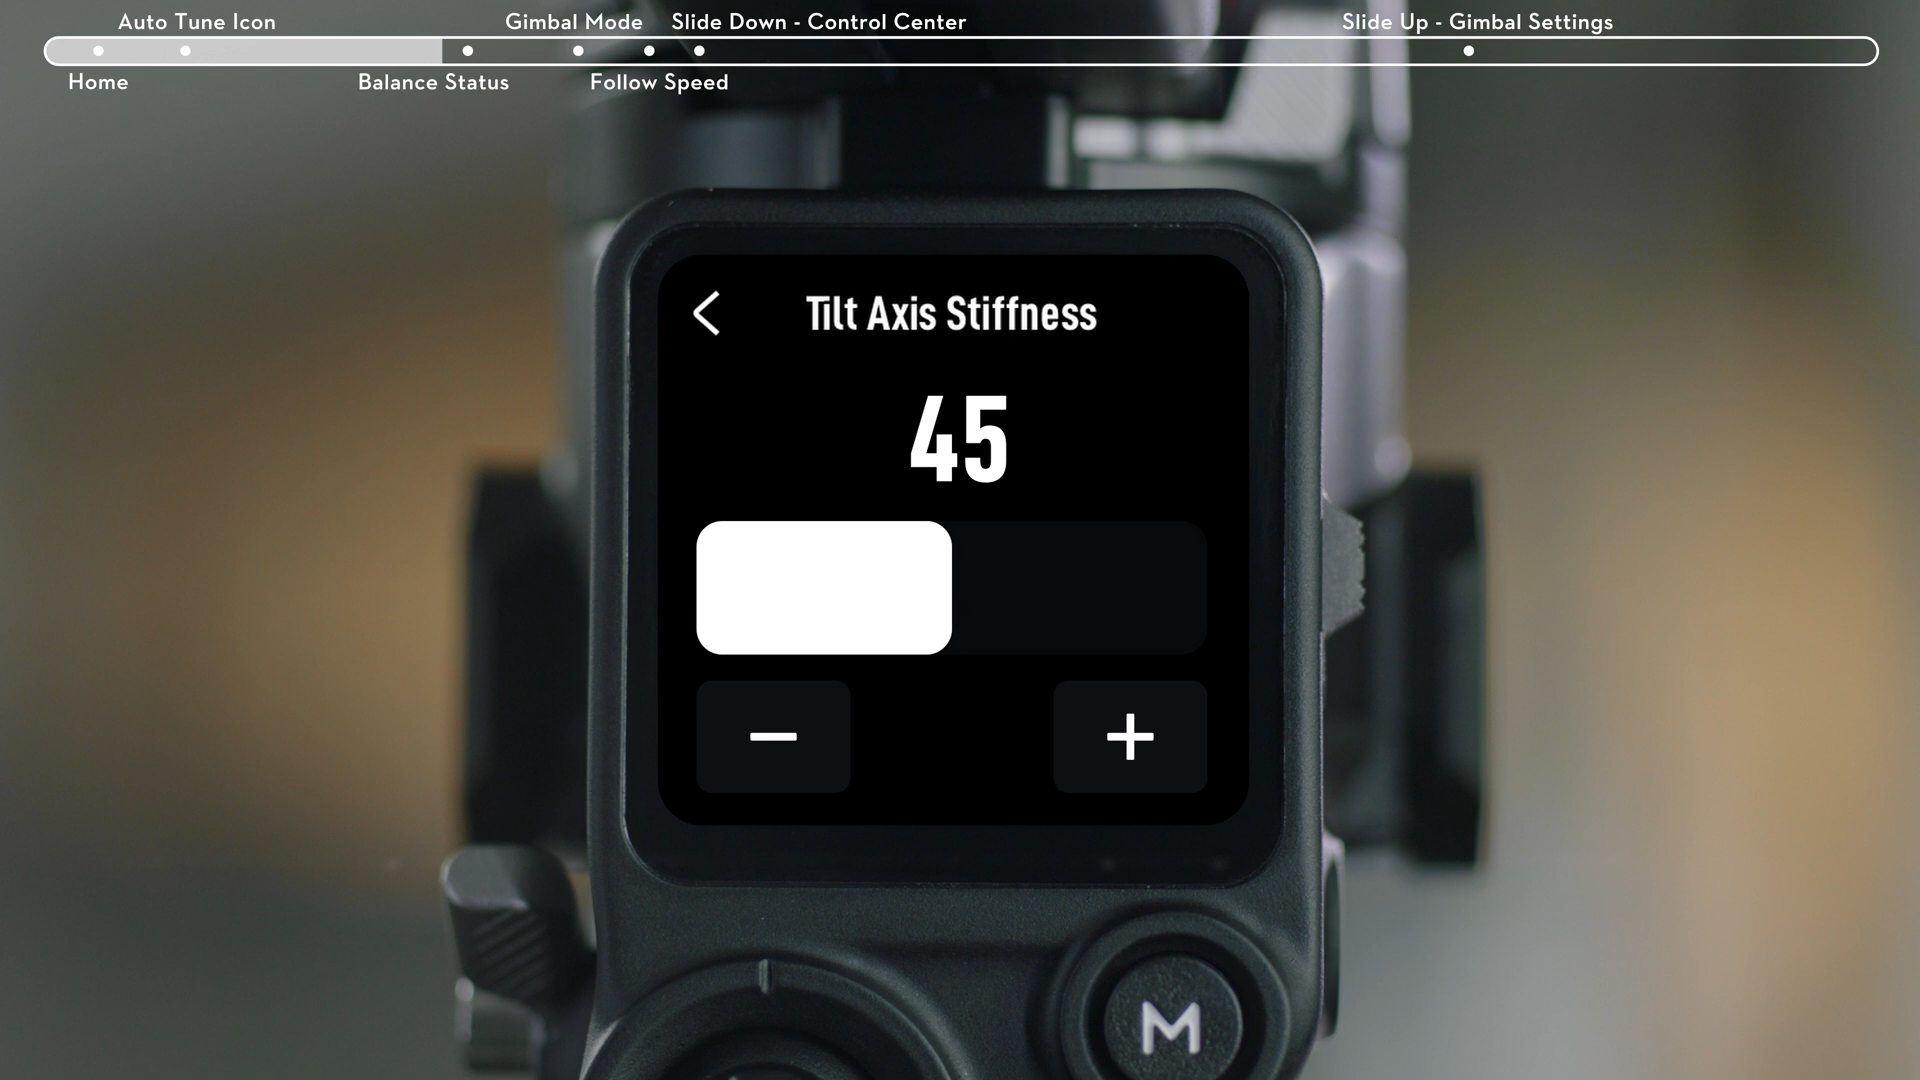 Auto Tune Icon
Gimbal Mode
Slide Down - Control Center
Slide Up - Gimbal Settings
Home
Balance Status
Follow Speed
Tilt Axis Stiffness
45
M